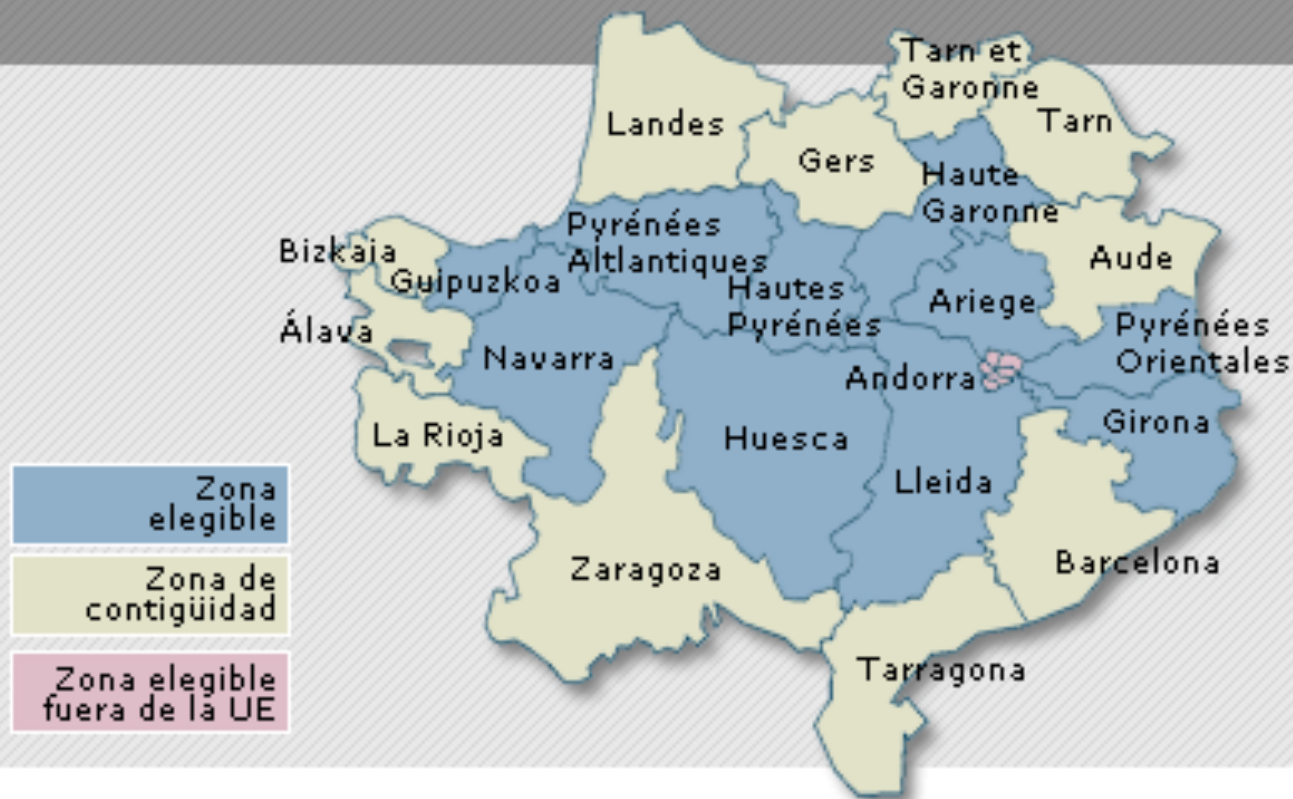 Tarn et
Garonne
Landes
Tarn
Gers
Haute
Garonne
Pyrénées
Altlantiques
Bizkaia
Guipuzkoa
Aude
Hautes
Pyrénées
Ariege
Álava
Pyrénées
Orientales
Navarra
Andorra
La Rioja
Huesca
Girona
Lleida
Zona
elegible
Zaragoza
Barcelona
Zona de
contigüidad
Tarragona
Zona elegible
fuera de la UE